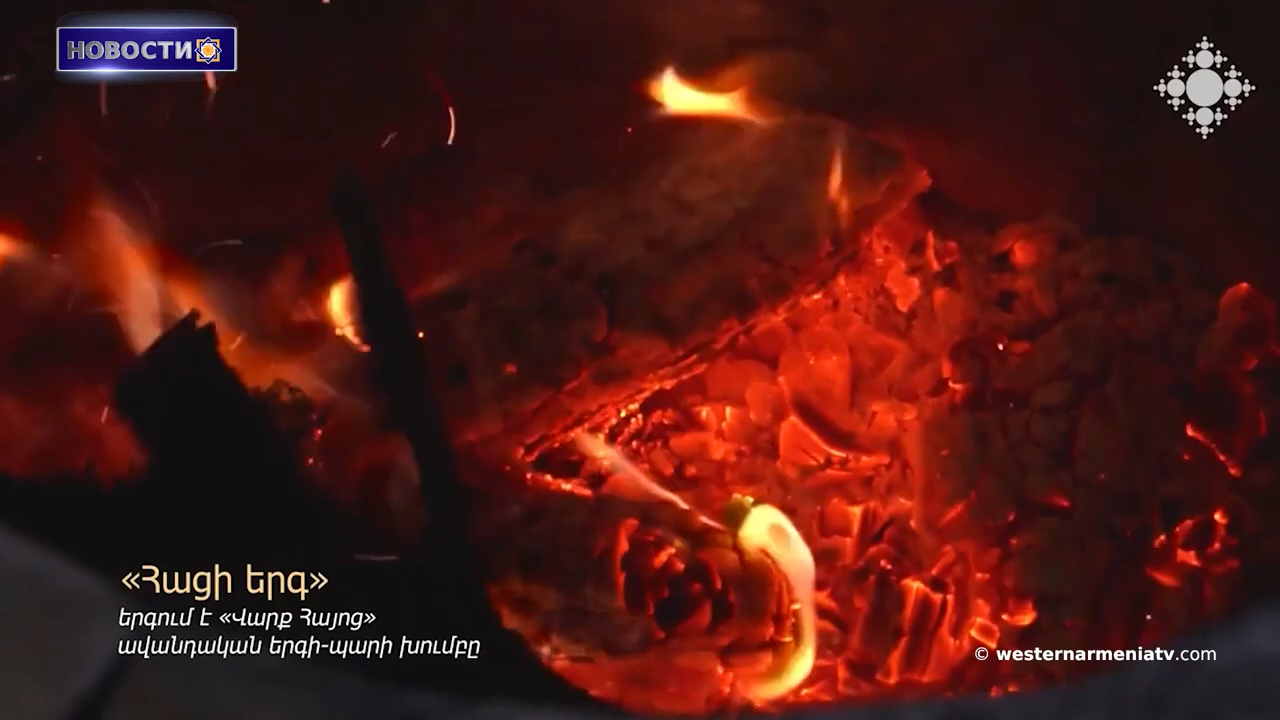 НОВОСТИ
«Հացի երգ»
երգում է «Վարք Հայոց»
ավանդական երգի-պարի խումբը
© westernarmeniatv.com